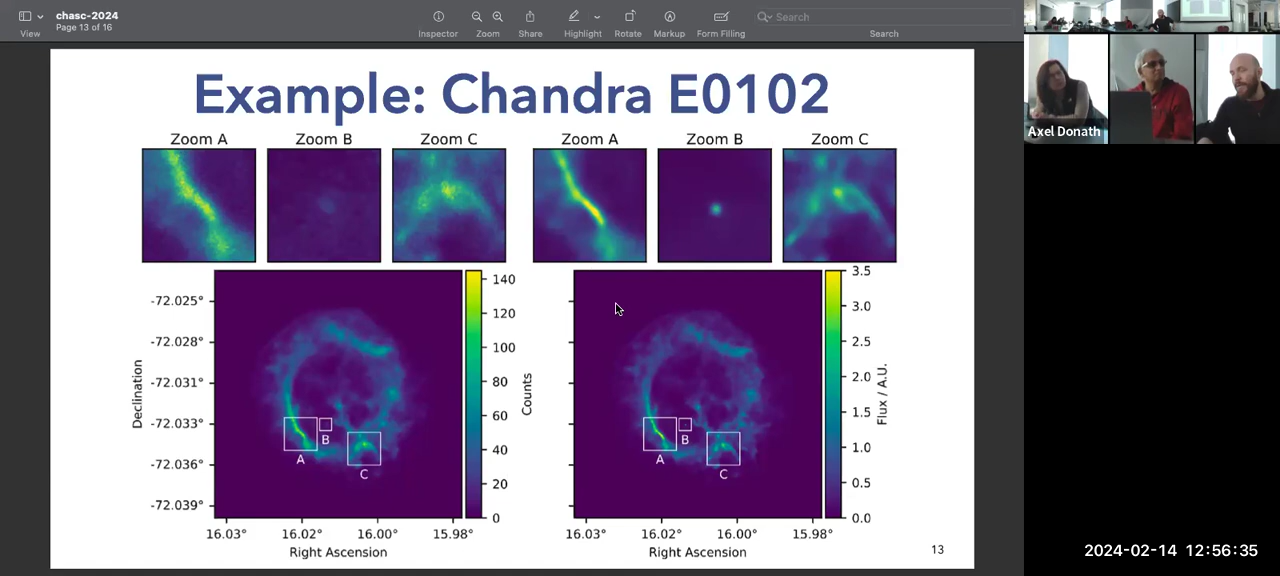 chasc-2024
Page 13 of 16
View
Inspector
Zoom
Share
Highlight
Rotate
Markup
Form Filling
Search
Search
Example: Chandra E0102
Zoom A
Zoom B
Zoom C
Zoom A
Zoom B
Zoom C
-72.025°
-72.028°
-72.031°
-72.033°
-72.036°
-72.039°
Declination
A
B
C
16.03°
16.02°
16.00°
15.98°
Right Ascension
140
120
100
80
60
40
20
0
Counts
A
B
C
16.03°
16.02°
16.00°
15.98°
Right Ascension
3.5
3.0
2.5
2.0
1.5
1.0
0.5
0.0
Flux / A.U.
13
Axel Donath
2024-02-14 12:56:35